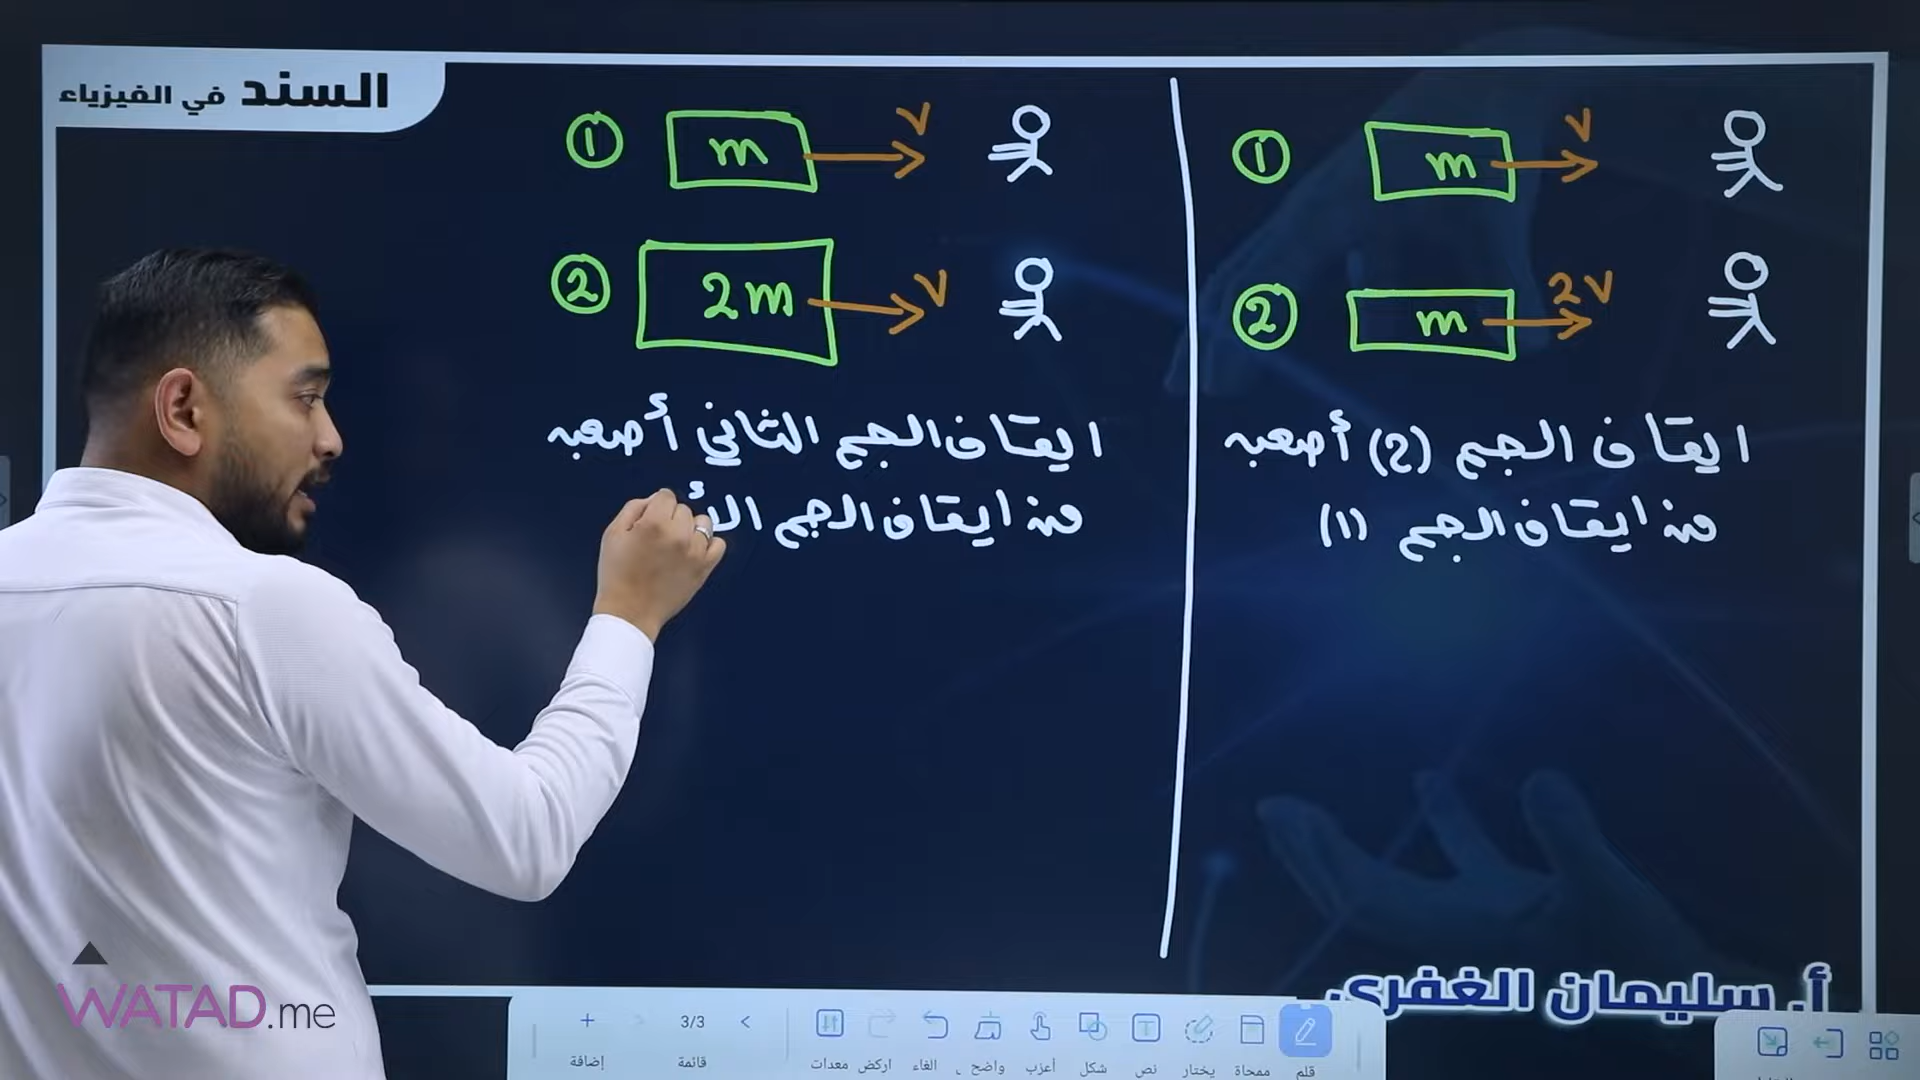 السند في الفيزياء
① m v
② m 2v
ايقاف الجسم (2) أصعب
من ايقاف الجسم (1)
① m v
② 2m v
ايقاف الجسم الثاني أصعب
من ايقاف الجسم
أ. سليمان الغفري
WATAD.me
إضافة
3/3
قائمة
معدات
اركض
الغاء
واضح
أعزب
شكل
نص
يختار
ممحاة
قلم